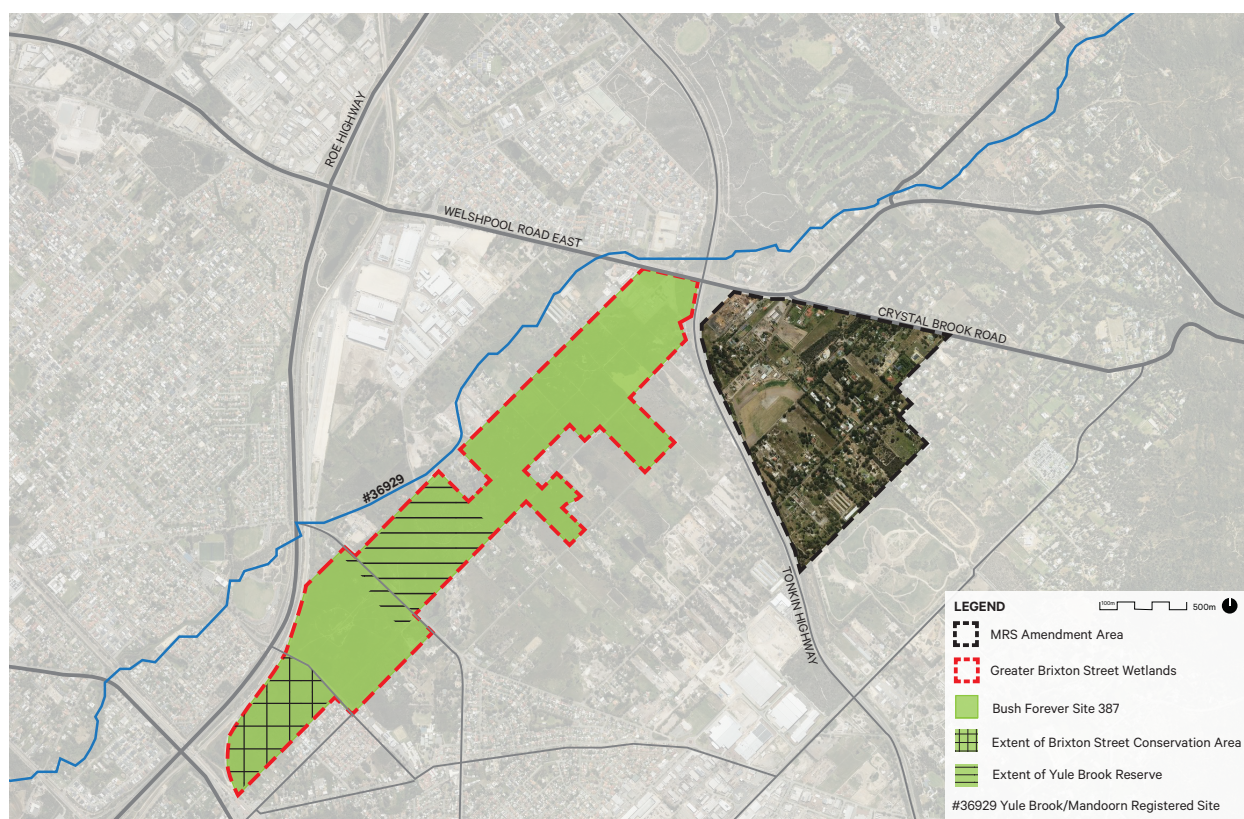 ROE HIGHWAY
WELSHPOOL ROAD EAST
CRYSTAL BROOK ROAD
#36929
TONKIN HIGHWAY
LEGEND
100m 500m
MRS Amendment Area
Greater Brixton Street Wetlands
Bush Forever Site 387
Extent of Brixton Street Conservation Area
Extent of Yule Brook Reserve
#36929 Yule Brook/Mandoorn Registered Site